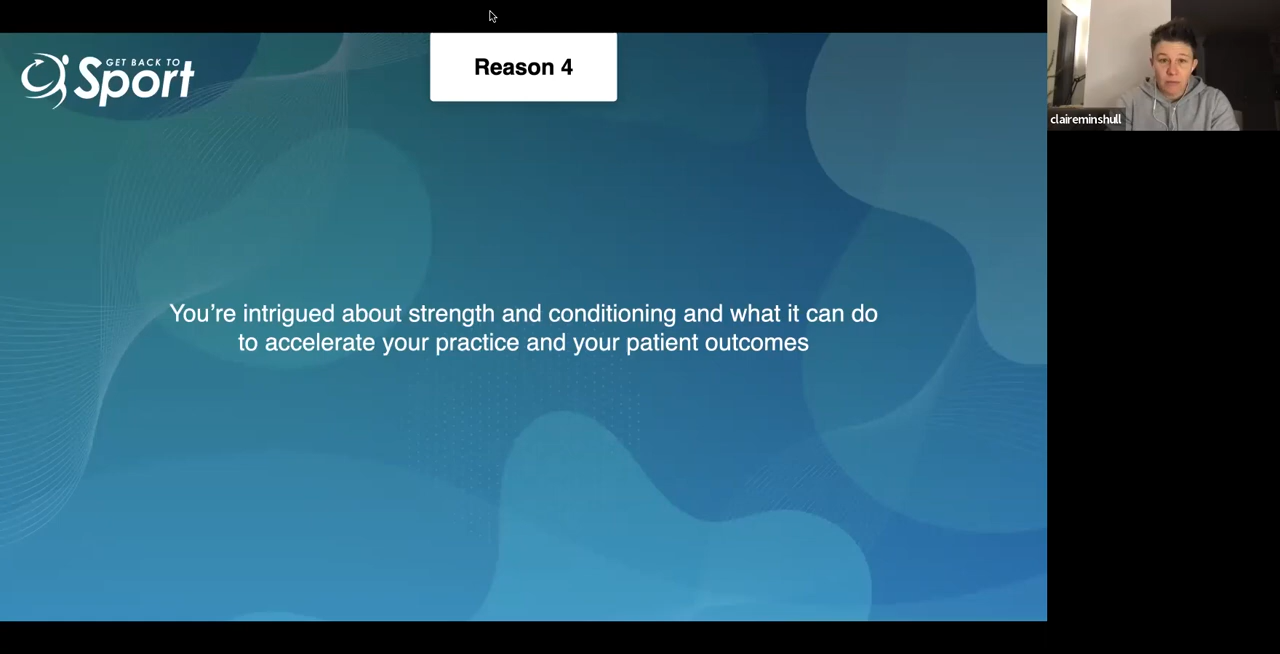 GET BACK TO
Sport
Reason 4
claireminshull
You’re intrigued about strength and conditioning and what it can do
to accelerate your practice and your patient outcomes